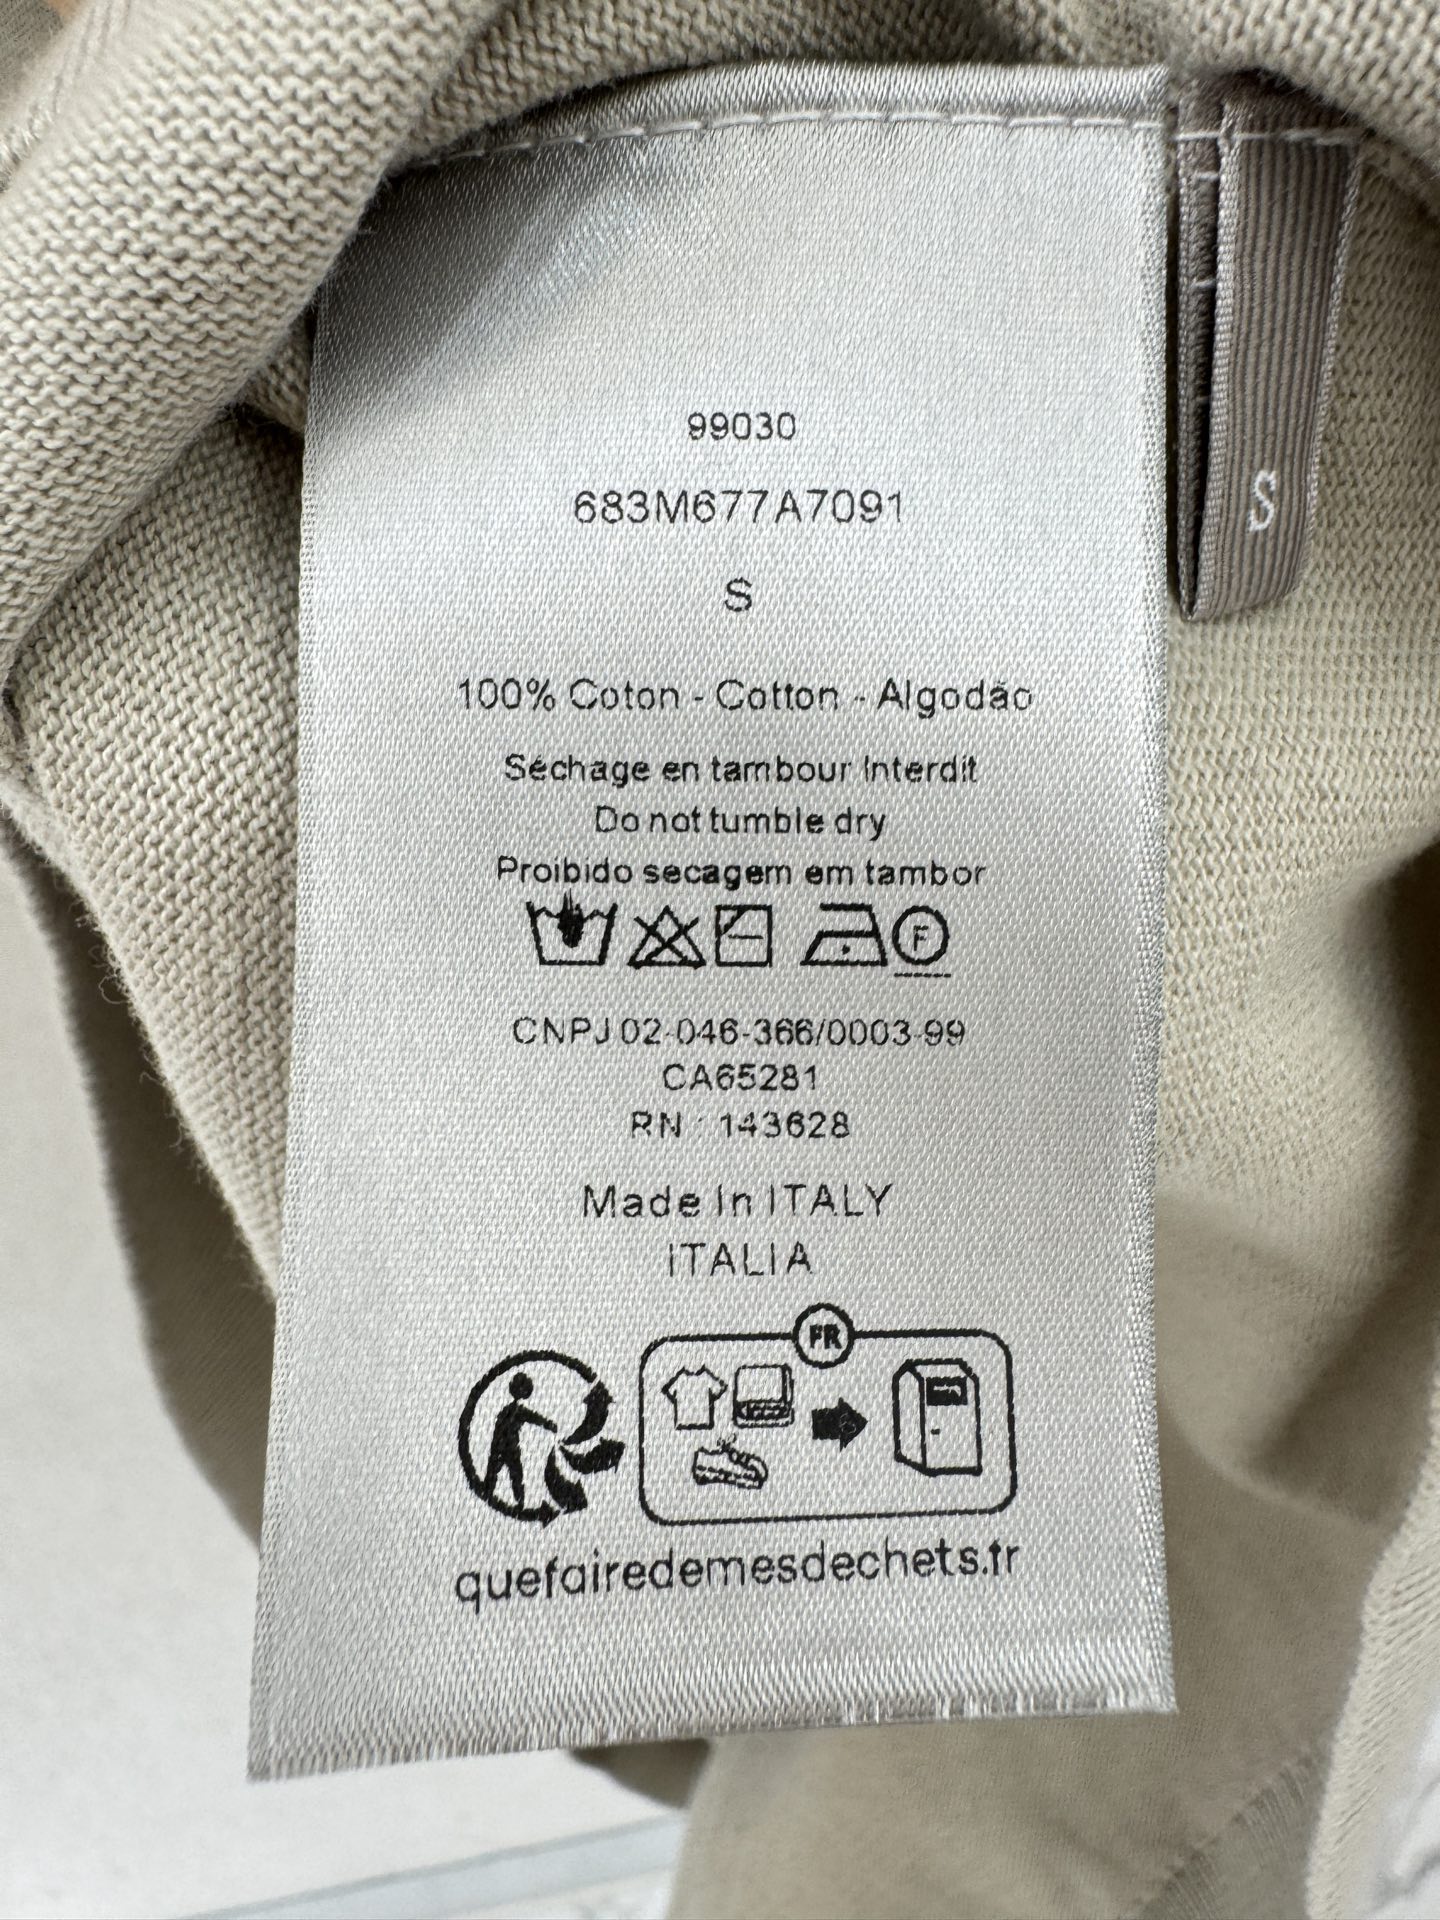 99030
683M677A7091
S
S
100% Coton - Cotton - Algodão
Séchage en tambour Interdit
Do not tumble dry
Proibido secagem em tambor
F
CNPJ 02-046-366/0003-99
CA65281
RN : 143628
Made In ITALY
ITALIA
FR
quefairedemesdechets.fr